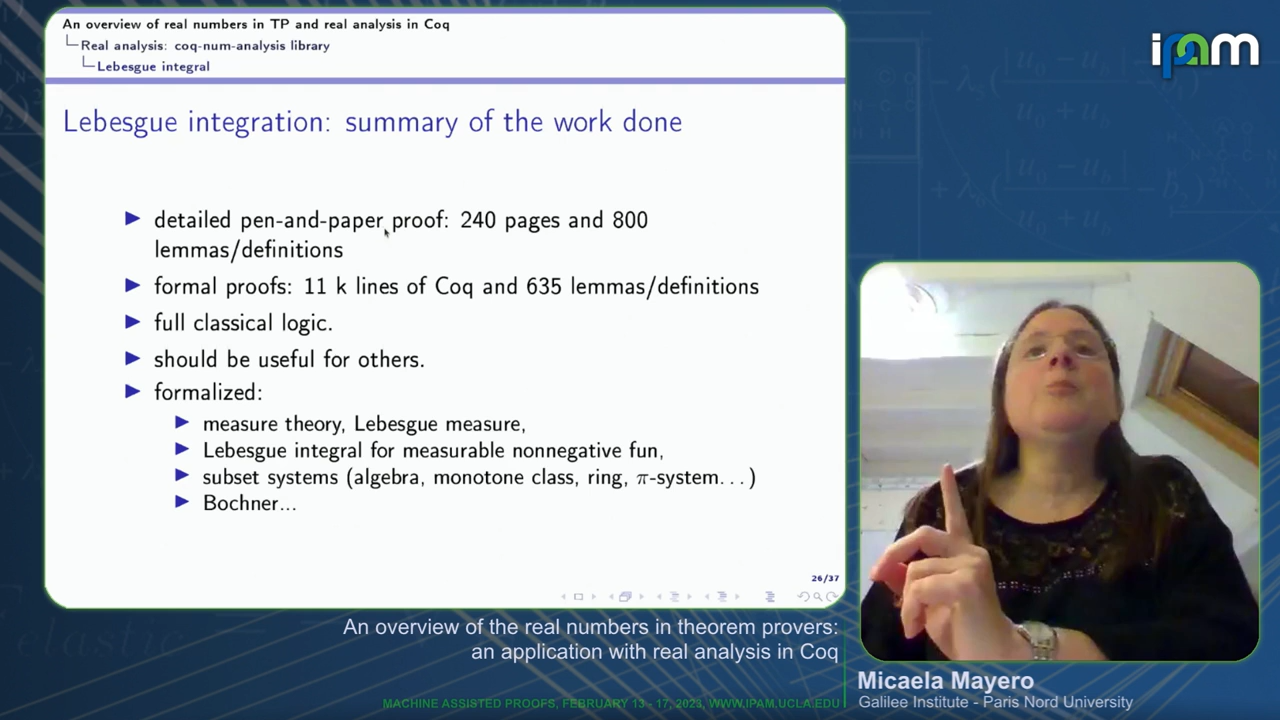 An overview of real numbers in TP and real analysis in Coq
Real analysis: coq-num-analysis library
Lebesgue integral
ipam
Lebesgue integration: summary of the work done
detailed pen-and-paper proof: 240 pages and 800
lemmas/definitions
formal proofs: 11 k lines of Coq and 635 lemmas/definitions
full classical logic.
should be useful for others.
formalized:
measure theory, Lebesgue measure,
Lebesgue integral for measurable nonnegative fun,
subset systems (algebra, monotone class, ring, π-system...)
Bochner...
26/37
An overview of the real numbers in theorem provers:
an application with real analysis in Coq
Micaela Mayero
Galilee Institute - Paris Nord University
MACHINE ASSISTED PROOFS, FEBRUARY 13 - 17, 2023, WWW.IPAM.UCLA.EDU
elastic